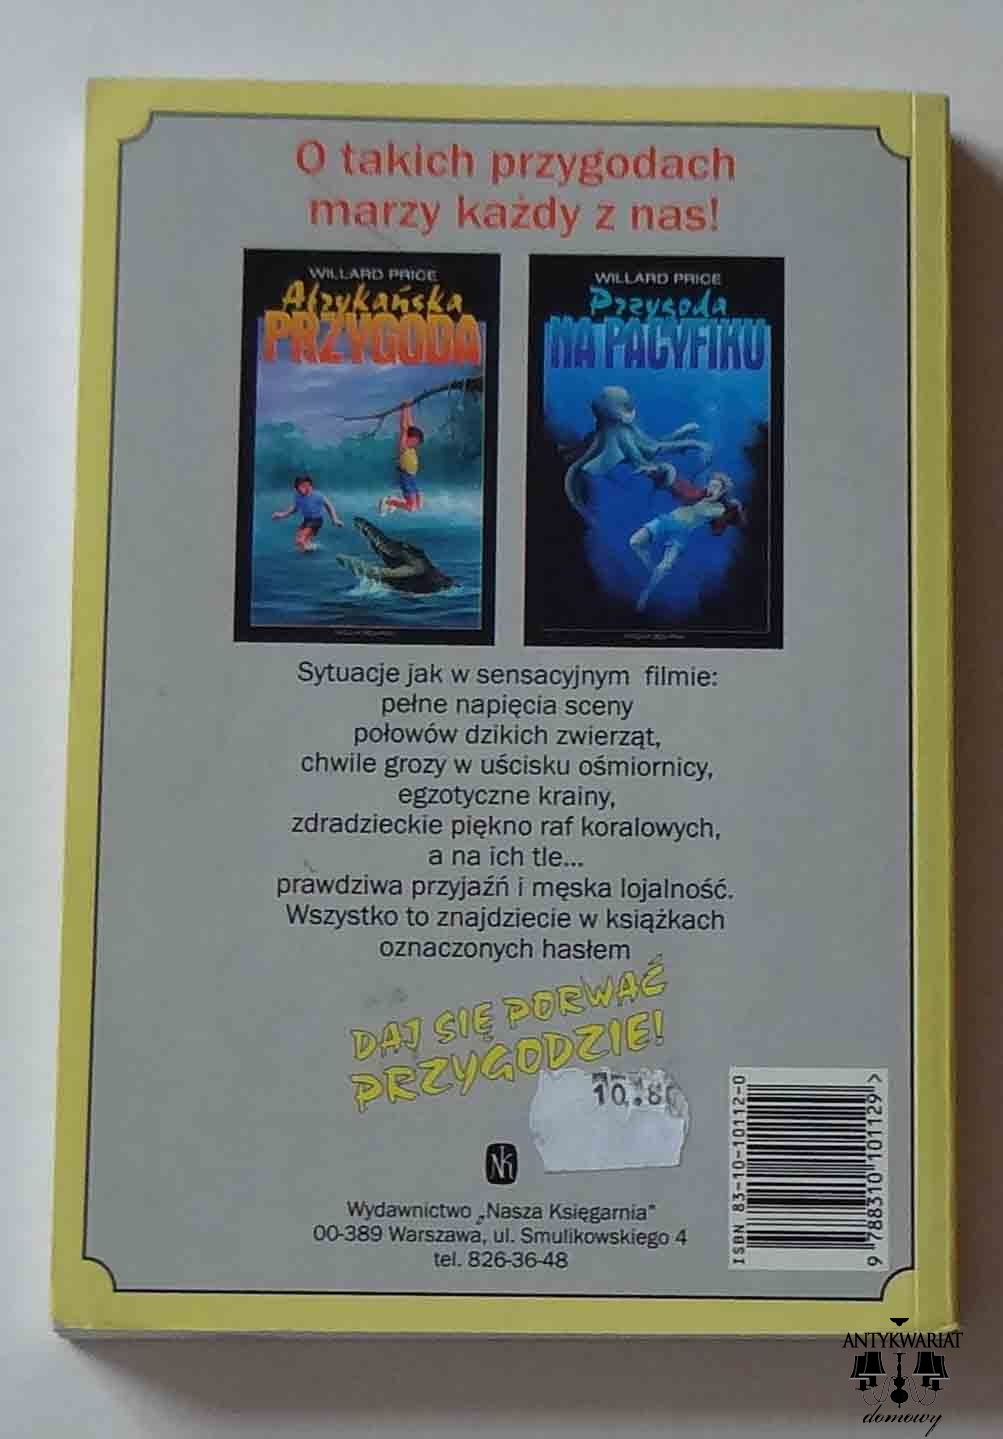 O takich przygodach
marzy każdy z nas!
WILLARD PRICE
Afrykańska
PRZYGODA
WILLARD PRICE
Przygoda
NA PACYFIKU
Sytuacje jak w sensacyjnym filmie:
pełne napięcia sceny
połowów dzikich zwierząt,
chwile grozy w uścisku ośmiornicy,
egzotyczne krainy,
zdradzieckie piękno raf koralowych,
a na ich tle...
prawdziwa przyjaźń i męska lojalność.
Wszystko to znajdziecie w książkach
oznaczonych hasłem
DAJ SIĘ PORWAĆ
PRZYGODZIE!
NK
Wydawnictwo „Nasza Księgarnia"
00-389 Warszawa, ul. Smulikowskiego 4
tel. 826-36-48
ISBN 83-10-10112-0
9 788310 101129 >
ANTYKWARIAT
domowy